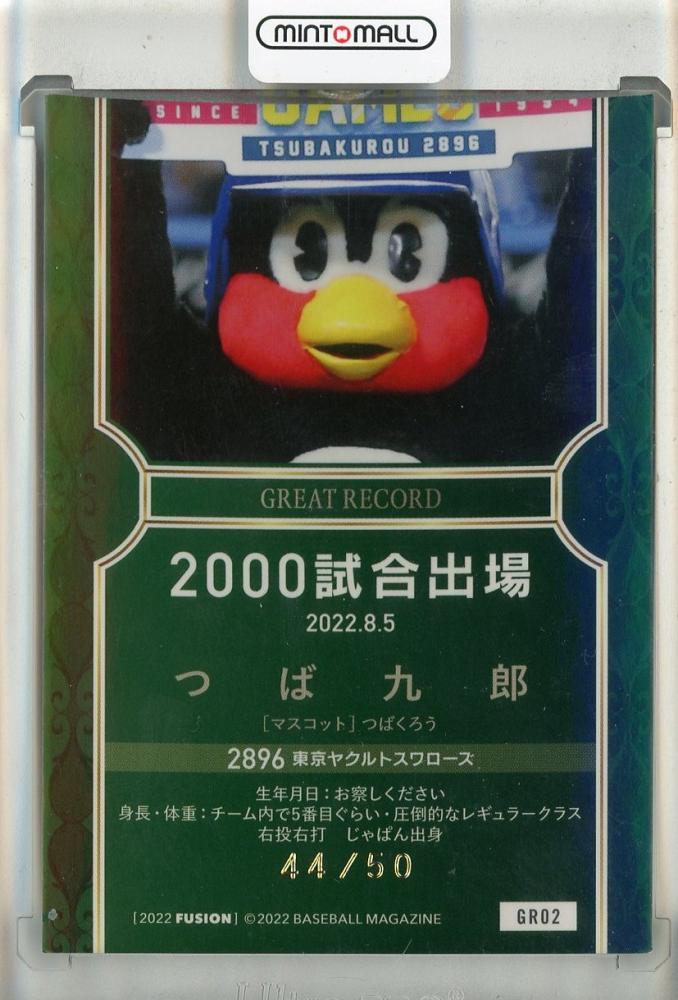 MINT MALL
SINCE GAMES 1994
TSUBAKUROU 2896
GREAT RECORD
2000試合出場
2022.8.5
つば九郎
[マスコット]つばくろう
2896 東京ヤクルトスワローズ
生年月日：お察しください
身長・体重：チーム内で5番目ぐらい・圧倒的なレギュラークラス
右投右打 じゃぱん出身
44/50
[2022 FUSION] ©2022 BASEBALL MAGAZINE
GR02